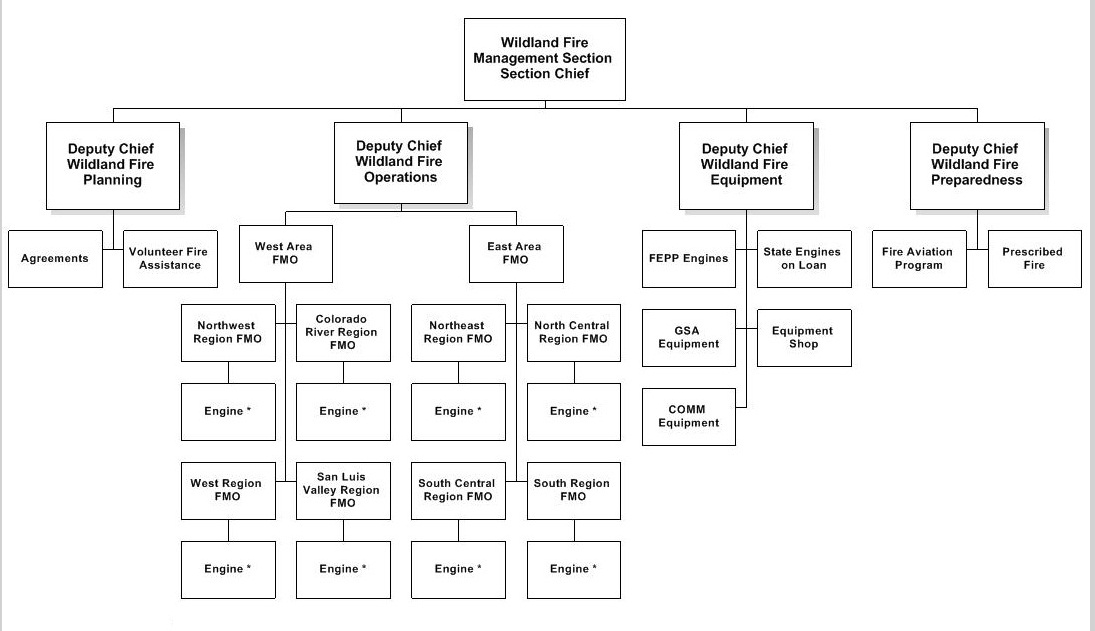 Wildland Fire
Management Section
Section Chief
Deputy Chief
Wildland Fire
Planning
Deputy Chief
Wildland Fire
Operations
Deputy Chief
Wildland Fire
Equipment
Deputy Chief
Wildland Fire
Preparedness
Agreements
Volunteer Fire
Assistance
West Area
FMO
East Area
FMO
FEPP Engines
State Engines
on Loan
Fire Aviation
Program
Prescribed
Fire
Northwest
Region FMO
Colorado
River Region
FMO
Northeast
Region FMO
North Central
Region FMO
GSA
Equipment
Equipment
Shop
Engine *
Engine *
Engine *
Engine *
COMM
Equipment
West Region
FMO
San Luis
Valley Region
FMO
South Central
Region FMO
South Region
FMO
Engine *
Engine *
Engine *
Engine *